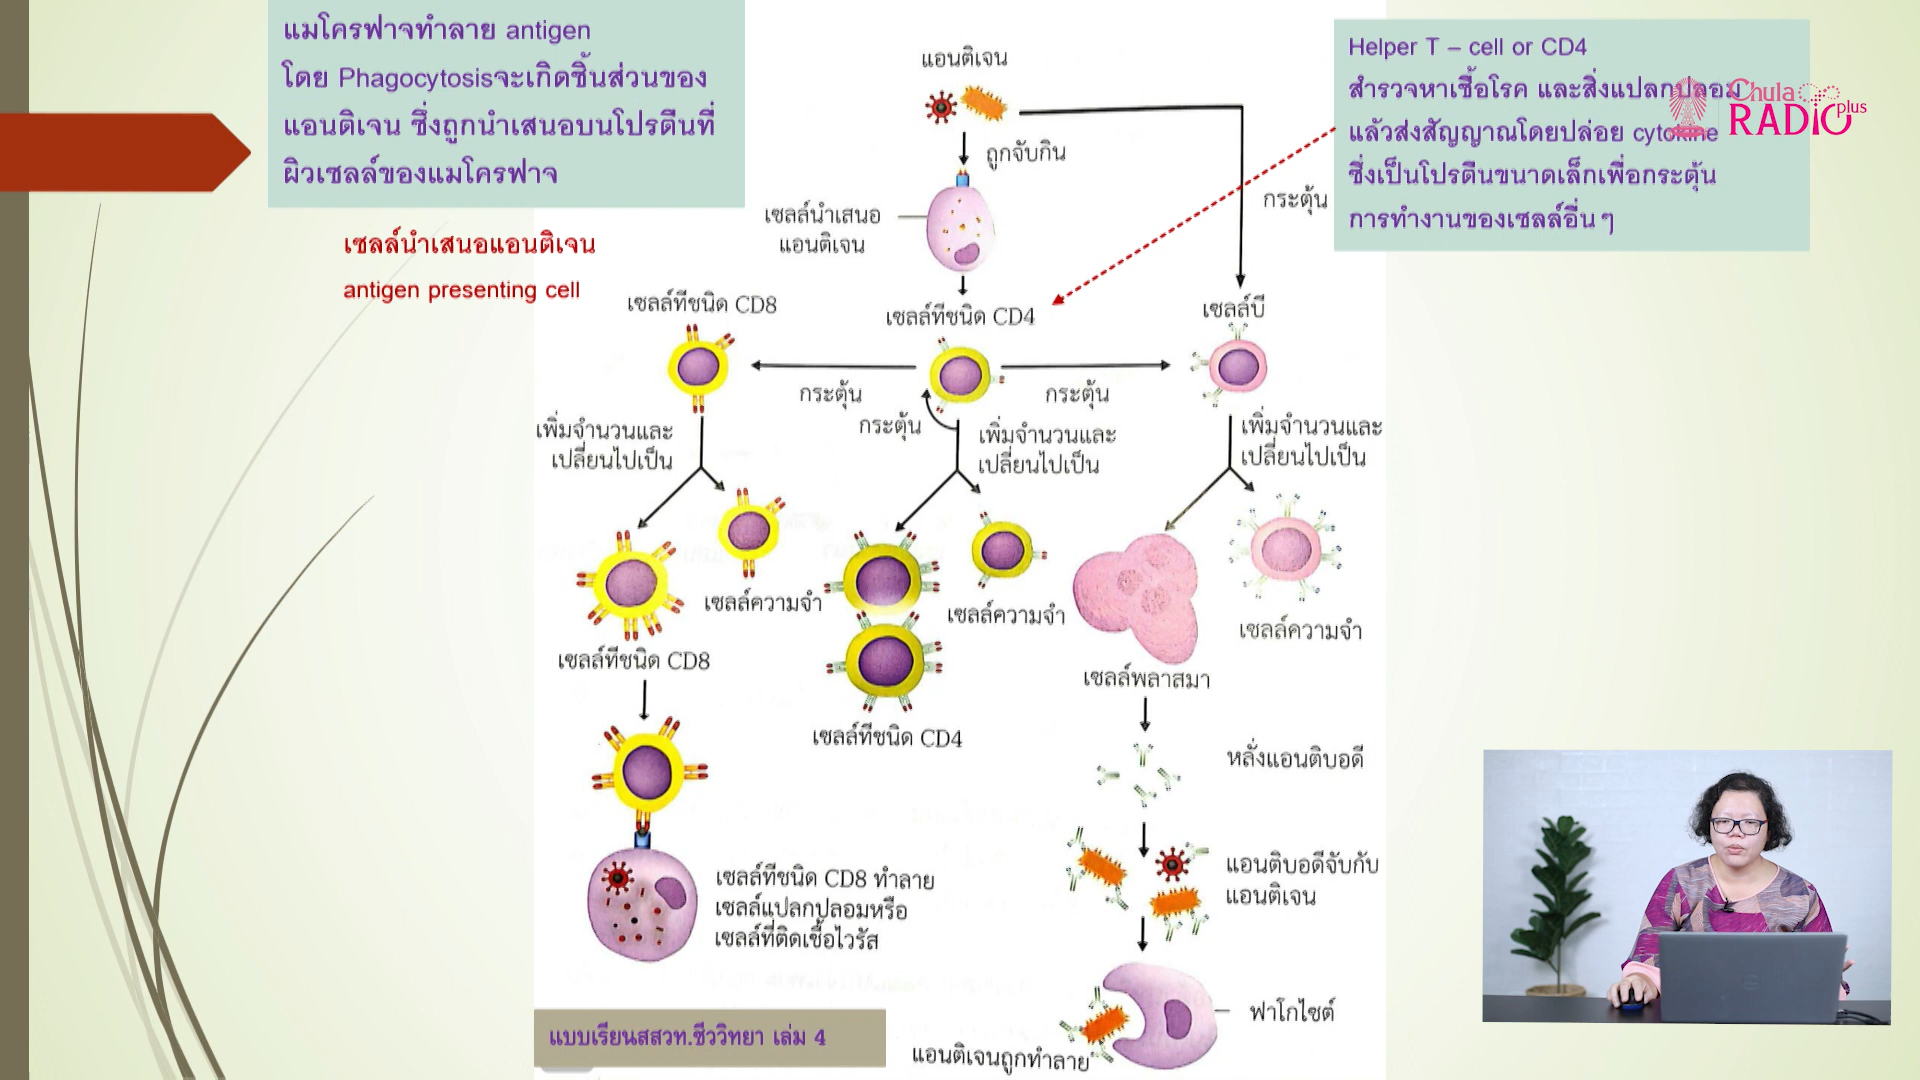 แมโครฟาจทำลาย antigen
โดย Phagocytosisจะเกิดชิ้นส่วนของ
แอนติเจน ซึ่งถูกนำเสนอบนโปรตีนที่
ผิวเซลล์ของแมโครฟาจ
เซลล์นำเสนอแอนติเจน
antigen presenting cell
Helper T – cell or CD4
สำรวจหาเชื้อโรค และสิ่งแปลกปลอม
แล้วส่งสัญญาณโดยปล่อย cytokine
ซึ่งเป็นโปรตีนขนาดเล็กเพื่อกระตุ้น
การทำงานของเซลล์อื่น ๆ
Chula
RADIO plus
แอนติเจน
ถูกจับกิน
เซลล์นำเสนอ
แอนติเจน
กระตุ้น
เซลล์ทีชนิด CD8
เซลล์ทีชนิด CD4
เซลล์บี
กระตุ้น
กระตุ้น
กระตุ้น
เพิ่มจำนวนและ
เปลี่ยนไปเป็น
เพิ่มจำนวนและ
เปลี่ยนไปเป็น
เพิ่มจำนวนและ
เปลี่ยนไปเป็น
เซลล์ความจำ
เซลล์ความจำ
เซลล์ความจำ
เซลล์ทีชนิด CD8
เซลล์ทีชนิด CD4
เซลล์พลาสมา
หลั่งแอนติบอดี
เซลล์ทีชนิด CD8 ทำลาย
เซลล์แปลกปลอมหรือ
เซลล์ที่ติดเชื้อไวรัส
แอนติบอดีจับกับ
แอนติเจน
ฟาโกไซต์
แอนติเจนถูกทำลาย
แบบเรียนสสวท.ชีววิทยา เล่ม 4